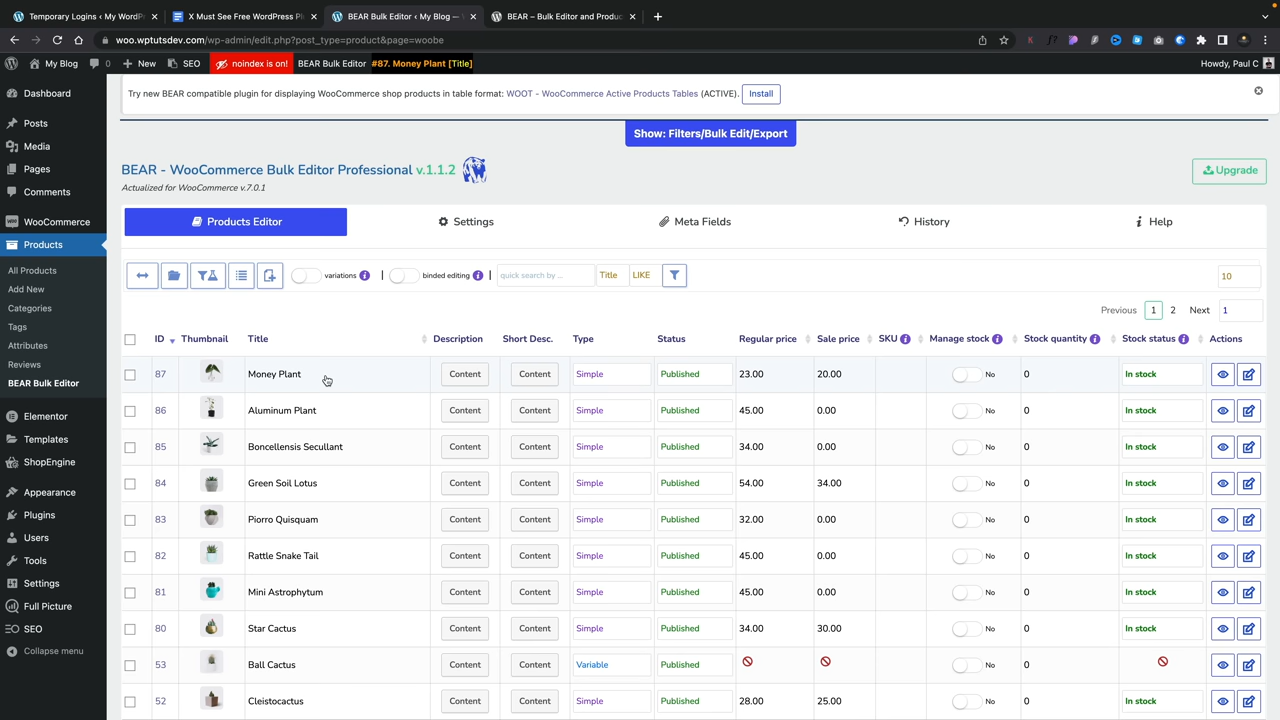 Temporary Logins ‹ My WordPr
X Must See Free WordPress Pl
BEAR Bulk Editor ‹ My Blog —
BEAR – Bulk Editor and Produc
woo.wptutsdev.com/wp-admin/edit.php?post_type=product&page=woobe
My Blog
0
New
SEO
noindex is on!
BEAR Bulk Editor
#87. Money Plant [Title]
Howdy, Paul C
Dashboard
Posts
Media
Pages
Comments
WooCommerce
Products
All Products
Add New
Categories
Tags
Attributes
Reviews
BEAR Bulk Editor
Elementor
Templates
ShopEngine
Appearance
Plugins
Users
Tools
Settings
Full Picture
SEO
Collapse menu
Try new BEAR compatible plugin for displaying WooCommerce shop products in table format: WOOT - WooCommerce Active Products Tables (ACTIVE). Install
Show: Filters/Bulk Edit/Export
BEAR - WooCommerce Bulk Editor Professional v.1.1.2
Actualized for WooCommerce v.7.0.1
Upgrade
Products Editor Settings Meta Fields History Help
variations | binded editing | quick search by ... Title LIKE 10
Previous 1 2 Next 1
ID Thumbnail Title Description Short Desc. Type Status Regular price Sale price SKU Manage stock Stock quantity Stock status Actions
87 Money Plant Content Content Simple Published 23.00 20.00 No 0 In stock
86 Aluminum Plant Content Content Simple Published 45.00 0.00 No 0 In stock
85 Boncellensis Secullant Content Content Simple Published 34.00 0.00 No 0 In stock
84 Green Soil Lotus Content Content Simple Published 54.00 34.00 No 0 In stock
83 Piorro Quisquam Content Content Simple Published 32.00 0.00 No 0 In stock
82 Rattle Snake Tail Content Content Simple Published 45.00 0.00 No 0 In stock
81 Mini Astrophytum Content Content Simple Published 45.00 0.00 No 0 In stock
80 Star Cactus Content Content Simple Published 34.00 30.00 No 0 In stock
53 Ball Cactus Content Content Variable Published No 0
52 Cleistocactus Content Content Simple Published 28.00 25.00 No 0 In stock